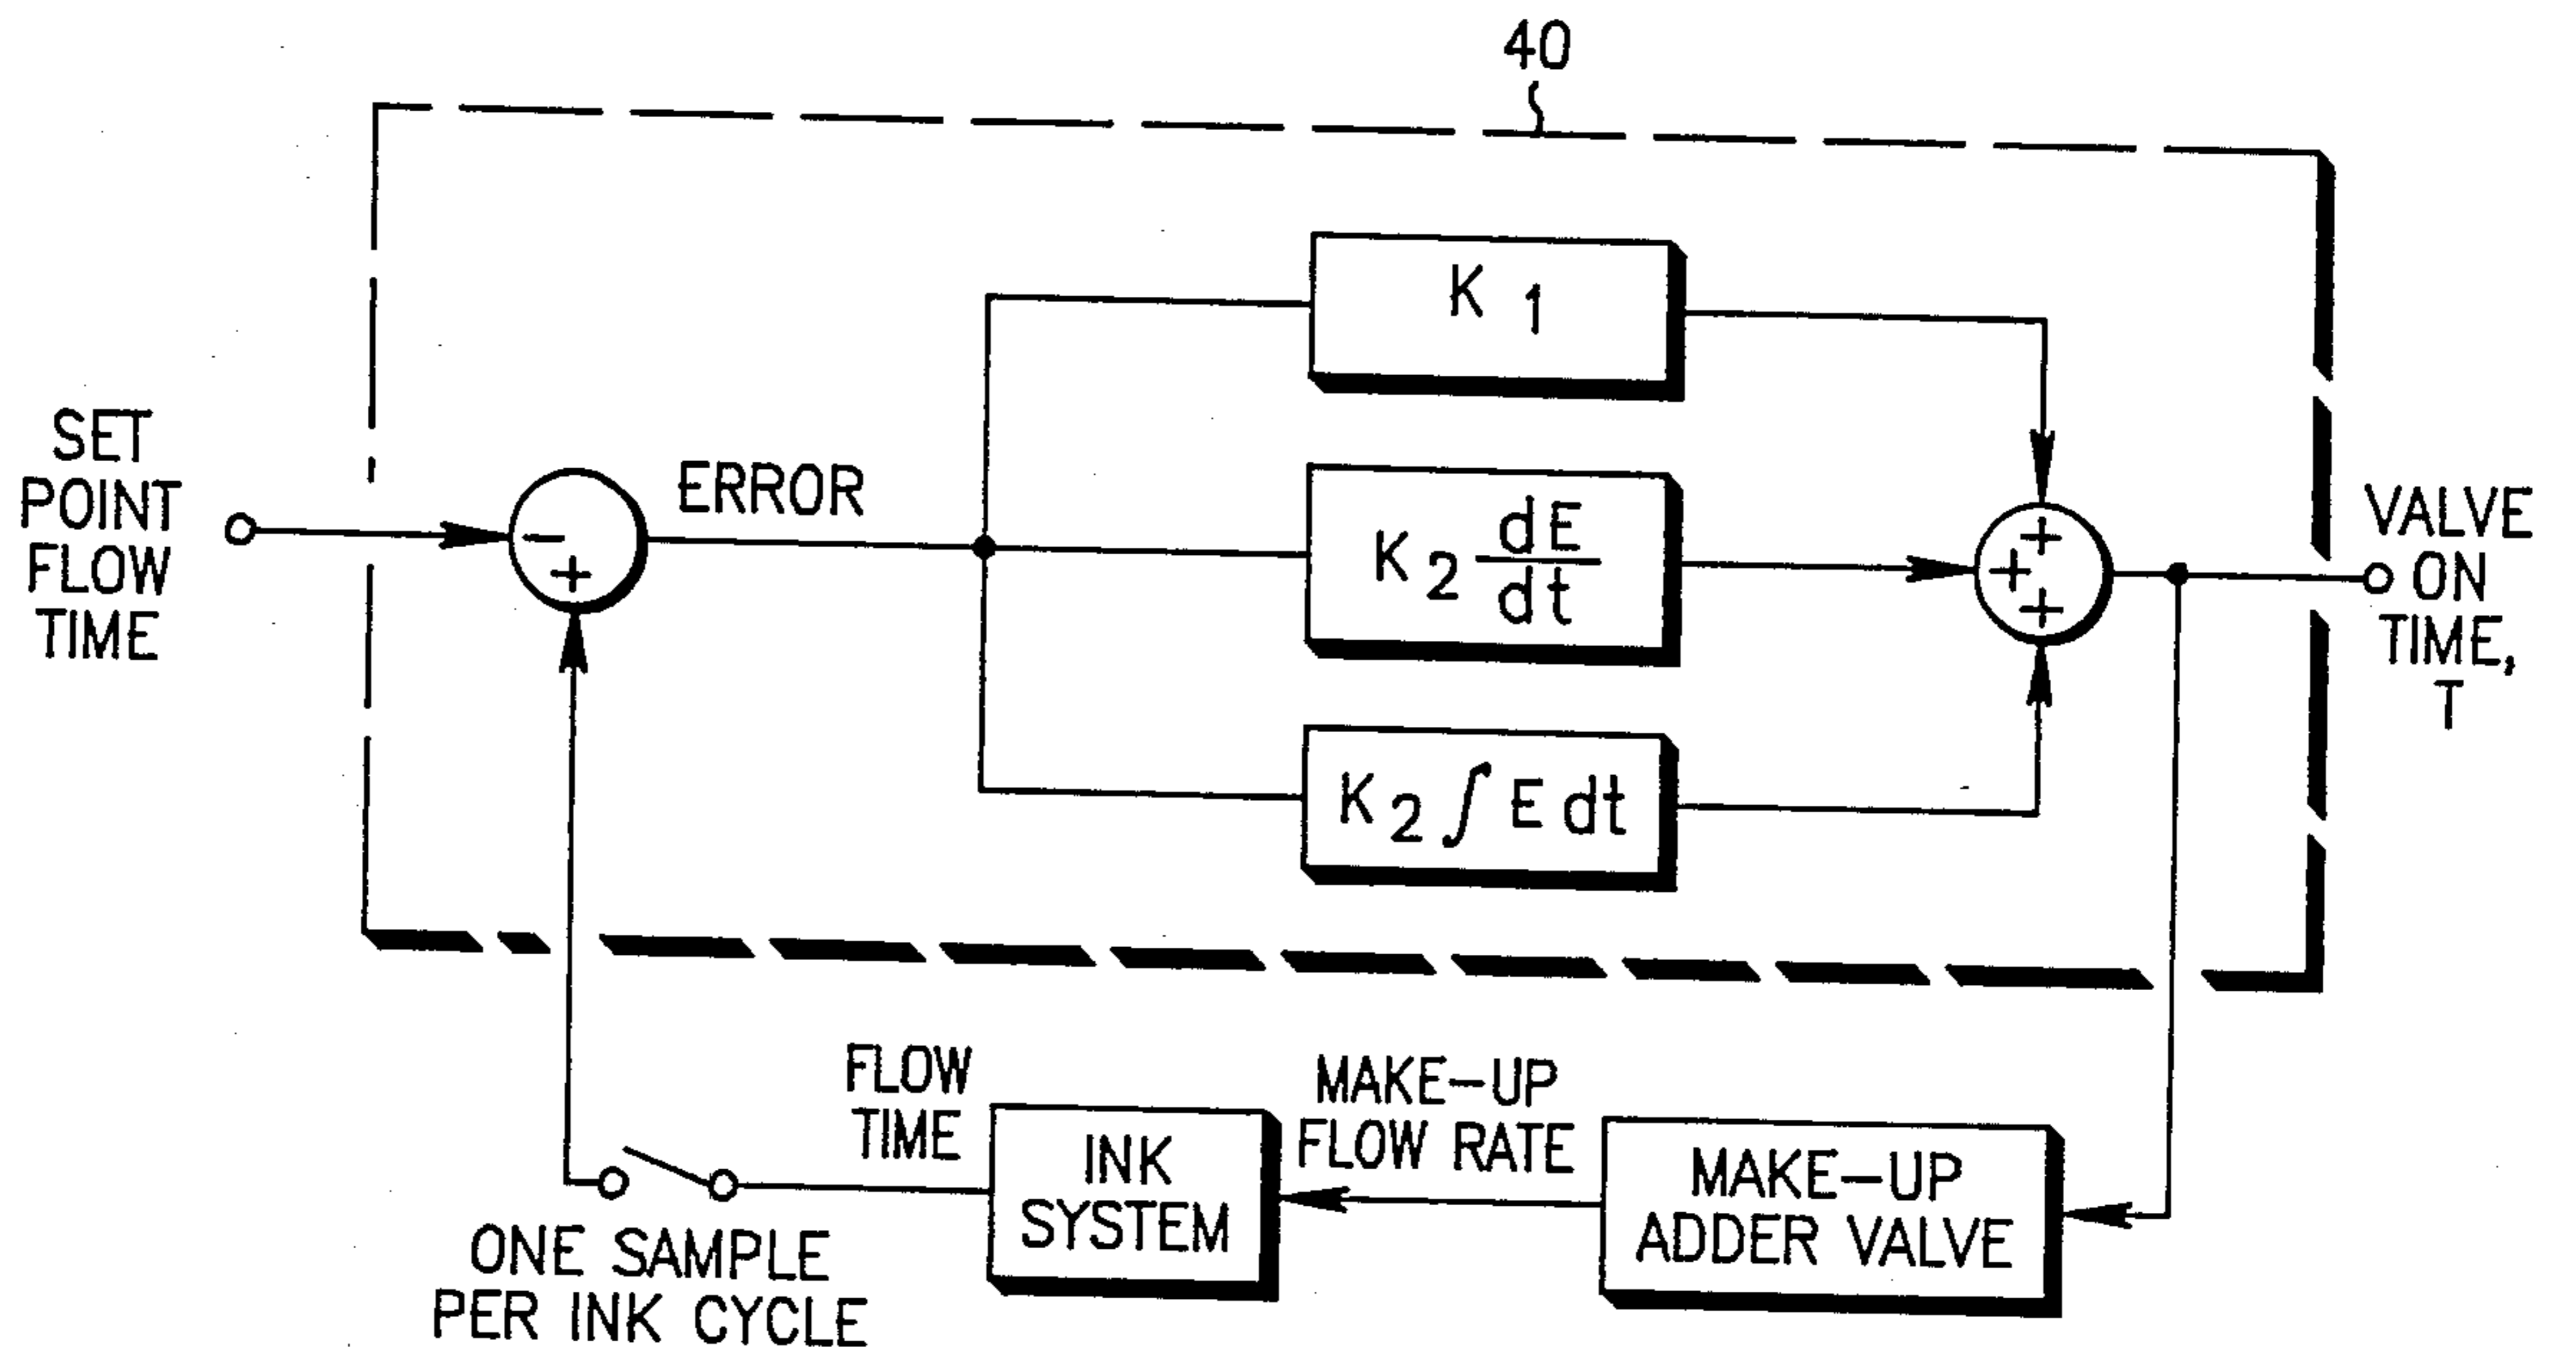 40
SET
POINT
FLOW
TIME
−
+
ERROR
K 1
K 2 dE
dt
K 2 ∫ E dt
+
+
+
VALVE
ON
TIME,
T
FLOW
TIME
INK
SYSTEM
MAKE-UP
FLOW RATE
MAKE-UP
ADDER VALVE
ONE SAMPLE
PER INK CYCLE